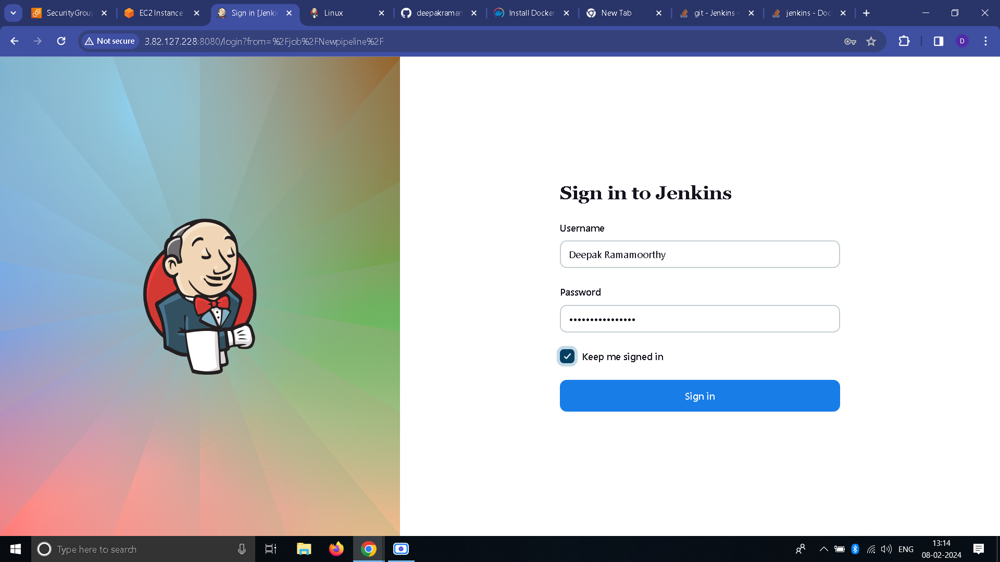 SecurityGroup
EC2 Instance
Sign in [Jenki
Linux
deepakramam
Install Docker
New Tab
git - Jenkins -
jenkins - Doc
Not secure
3.82.127.228:8080/login?from=%2Fjob%2FNewpipeline%2F
D
Sign in to Jenkins
Username
Deepak Ramamoorthy
Password
••••••••••••••••
Keep me signed in
Sign in
Type here to search
ENG
13:14
08-02-2024